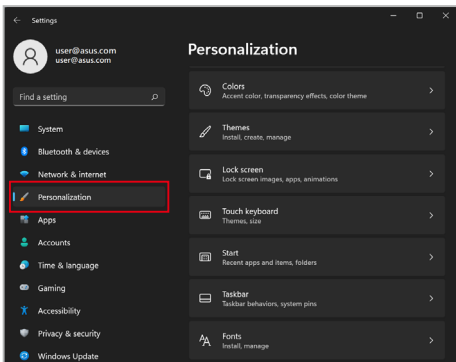 Settings
user@asus.com
user@asus.com
Find a setting
System
Bluetooth & devices
Network & internet
Personalization
Apps
Accounts
Time & language
Gaming
Accessibility
Privacy & security
Windows Update
Personalization
Colors
Accent color, transparency effects, color theme
Themes
Install, create, manage
Lock screen
Lock screen images, apps, animations
Touch keyboard
Themes, size
Start
Recent apps and items, folders
Taskbar
Taskbar behaviors, system pins
Fonts
Install, manage